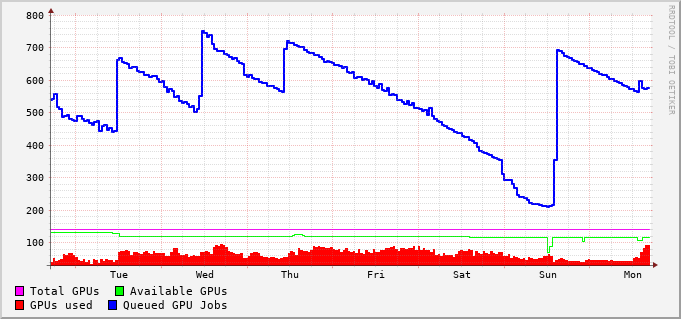 800
700
600
500
400
300
200
100
Tue Wed Thu Fri Sat Sun Mon
Total GPUs Available GPUs
GPUs used Queued GPU Jobs
RRDTOOL / TOBI OETIKER